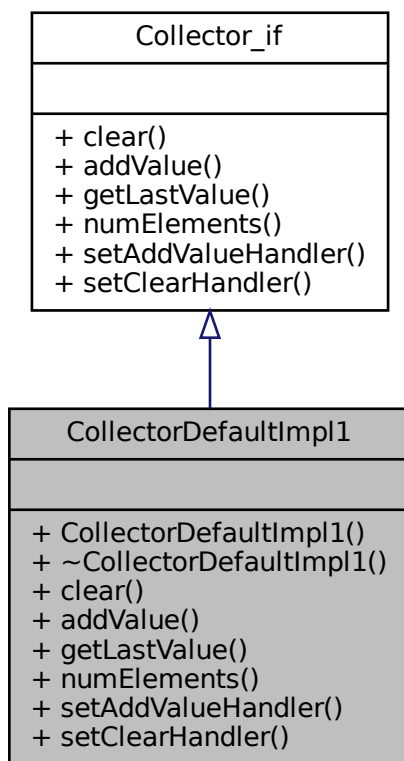 Collector_if
+ clear()
+ addValue()
+ getLastValue()
+ numElements()
+ setAddValueHandler()
+ setClearHandler()
CollectorDefaultImpl1
+ CollectorDefaultImpl1()
+ ~CollectorDefaultImpl1()
+ clear()
+ addValue()
+ getLastValue()
+ numElements()
+ setAddValueHandler()
+ setClearHandler()